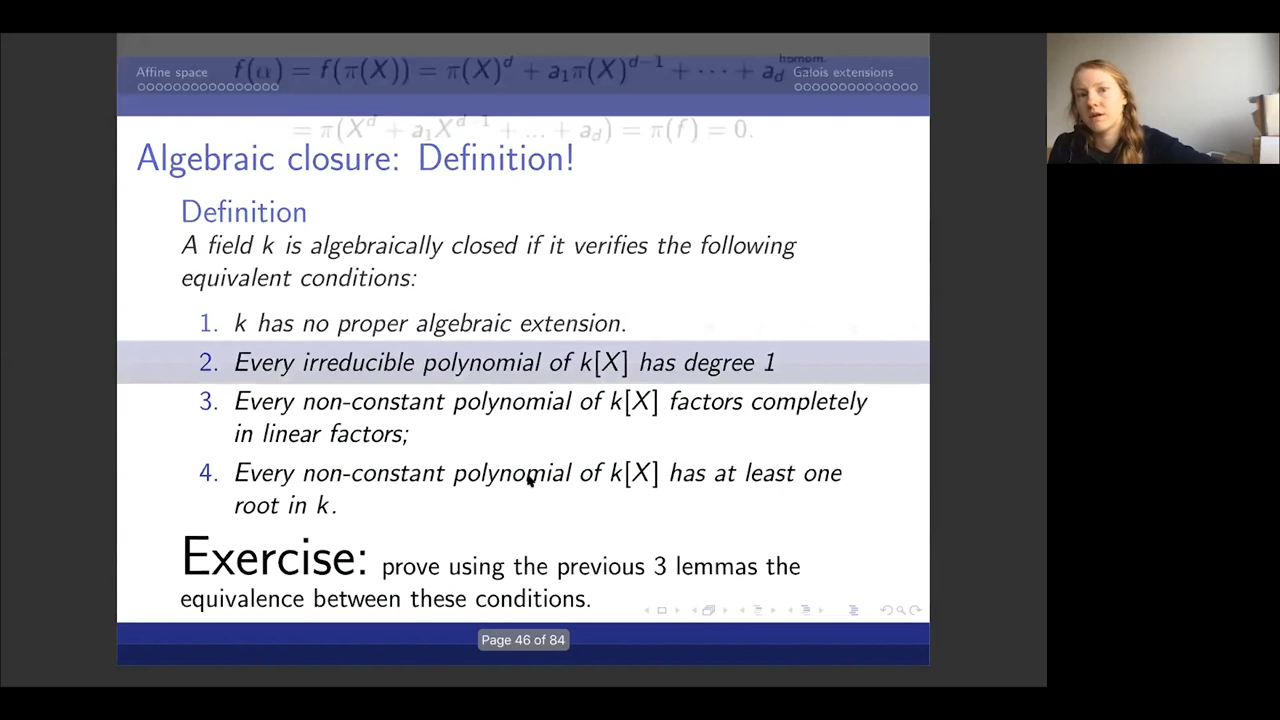 Affine space
Galois extensions
f(α) = f(π(X)) = π(X)^d + a₁π(X)^{d−1} + ⋯ + a_d
= π(X^d + a₁X^{d−1} + ... + a_d) = π(f) = 0.
Algebraic closure: Definition!
Definition
A field k is algebraically closed if it verifies the following
equivalent conditions:
1. k has no proper algebraic extension.
2. Every irreducible polynomial of k[X] has degree 1
3. Every non-constant polynomial of k[X] factors completely
in linear factors;
4. Every non-constant polynomial of k[X] has at least one
root in k.
Exercise: prove using the previous 3 lemmas the
equivalence between these conditions.
Page 46 of 84